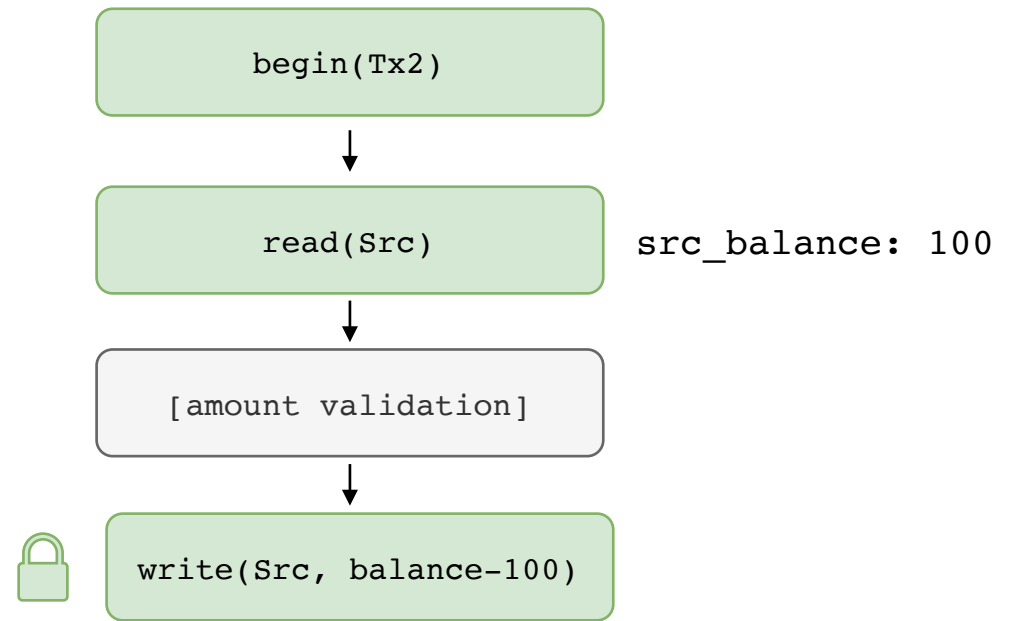 begin(Tx2)
read(Src)
src_balance: 100
[amount validation]
write(Src, balance-100)